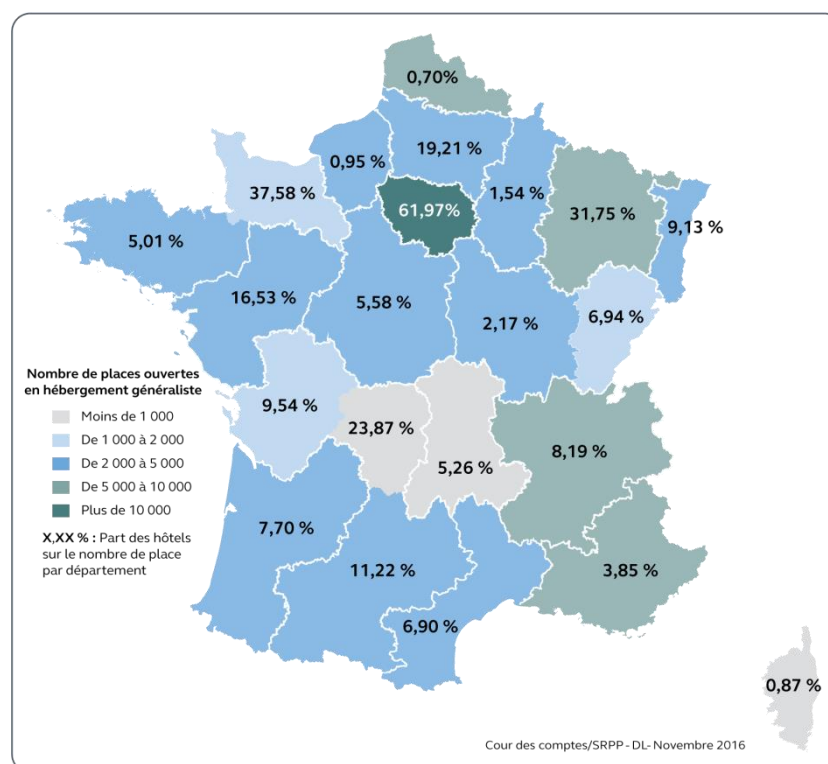 0,70%
19,21 %
0,95 %
1,54 %
37,58 %
61,97%
31,75 %
9,13 %
5,01 %
16,53 %
5,58 %
2,17 %
6,94 %
Nombre de places ouvertes
en hébergement généraliste
Moins de 1 000
De 1 000 à 2 000
De 2 000 à 5 000
De 5 000 à 10 000
Plus de 10 000
X,XX % : Part des hôtels
sur le nombre de place
par département
9,54 %
23,87 %
5,26 %
8,19 %
7,70 %
11,22 %
6,90 %
3,85 %
0,87 %
Cour des comptes/SRPP - DL- Novembre 2016